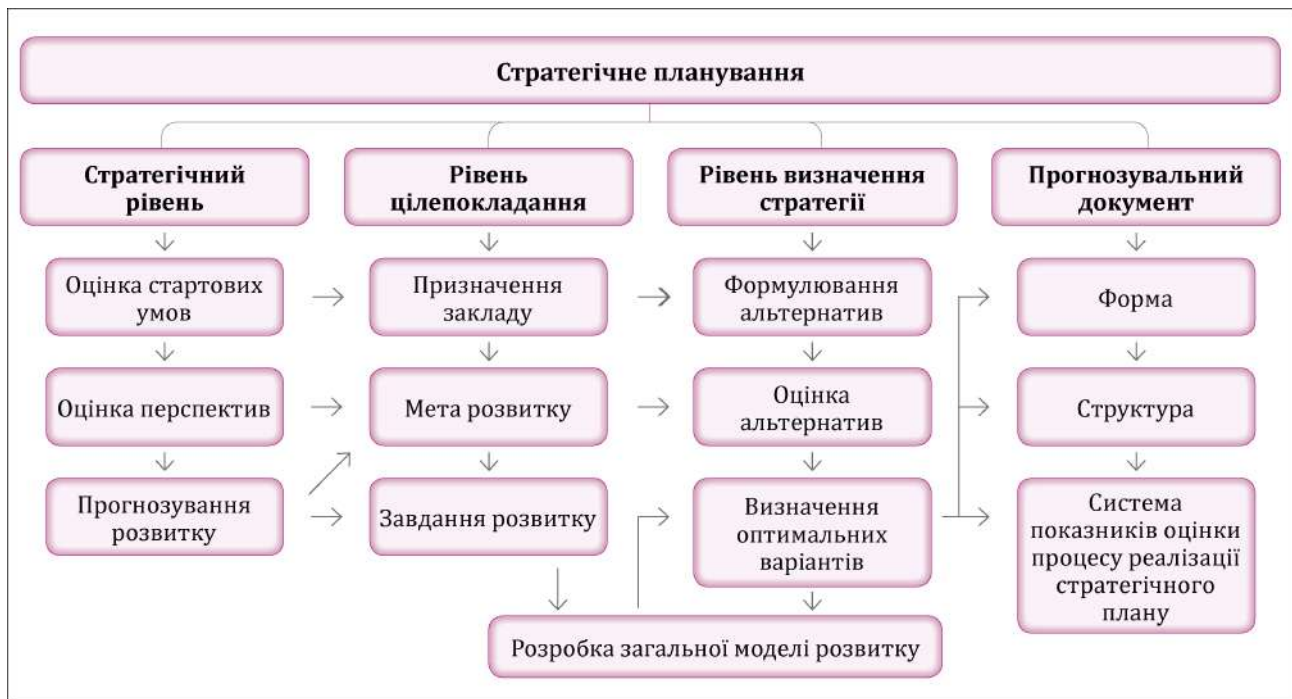 Стратегічне планування
Стратегічний
рівень
Рівень
цілепокладання
Рівень визначення
стратегії
Прогнозувальний
документ
Оцінка стартових
умов
Призначення
закладу
Формулювання
альтернатив
Форма
Оцінка перспектив
Мета розвитку
Оцінка
альтернатив
Структура
Прогнозування
розвитку
Завдання розвитку
Визначення
оптимальних
варіантів
Система
показників оцінки
процесу реалізації
стратегічного
плану
Розробка загальної моделі розвитку